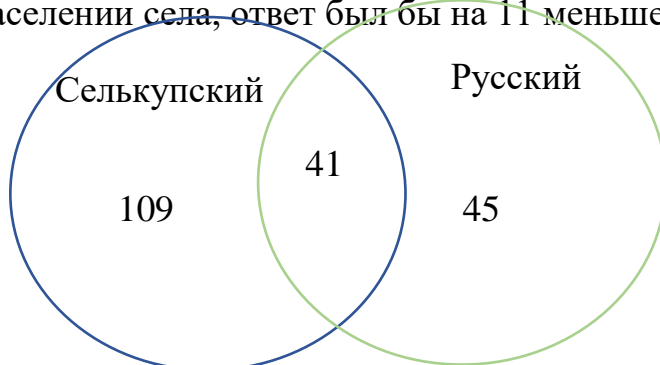 аселении села, ответ был бы на 11 меньше
Селькупский
Русский
41
109
45